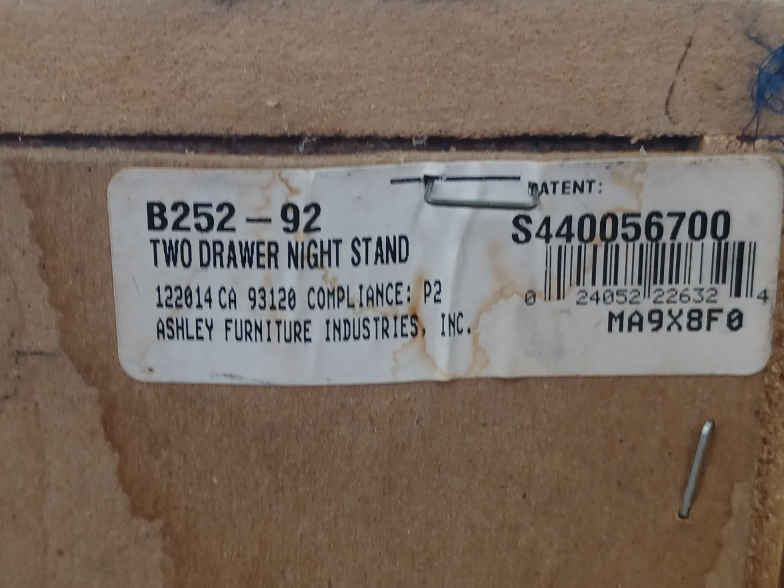 B252-92
PATENT:
TWO DRAWER NIGHT STAND
S440056700
122014 CA 93120 COMPLIANCE: P2
0 24052 22632 4
ASHLEY FURNITURE INDUSTRIES, INC.
MA9X8F0